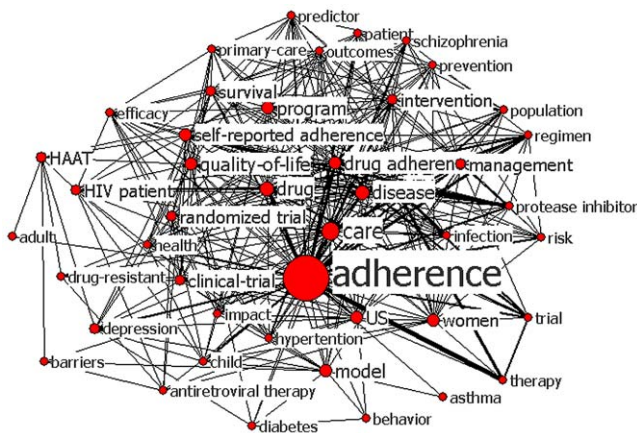 predictor
patient
schizophrenia
primary-care
outcomes
prevention
survival
program
intervention
population
efficacy
self-reported adherence
regimen
HAAT
quality-of-life
drug adherenc
management
HIV patient
drug
disease
protease inhibitor
randomized trial
care
infection
risk
adult
health
drug-resistant
clinical-trial
adherence
impact
US
women
trial
depression
hypertention
barriers
child
model
therapy
antiretroviral therapy
asthma
diabetes
behavior